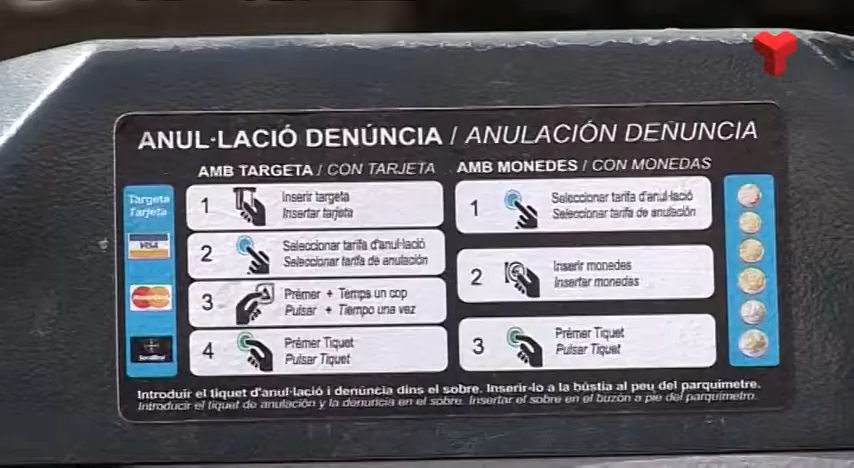 ANUL·LACIÓ DENÚNCIA / ANULACIÓN DENUNCIA
AMB TARGETA / CON TARJETA
Targeta
Tarjeta
VISA
MasterCard
1 Inserir targeta
Insertar tarjeta
2 Seleccionar tarifa d'anul·lació
Seleccionar tarifa de anulación
3 Prémer + Temps un cop
Pulsar + Tiempo una vez
4 Prémer Tiquet
Pulsar Tiquet
AMB MONEDES / CON MONEDAS
1 Seleccionar tarifa d'anul·lació
Seleccionar tarifa de anulación
2 Inserir monedes
Insertar monedas
3 Prémer Tiquet
Pulsar Tiquet
Introduir el tiquet d'anul·lació i denúncia dins el sobre. Inserir-lo a la bústia al peu del parquímetre.
Introducir el tiquet de anulación y la denuncia en el sobre. Insertar el sobre en el buzón a pie del parquímetro.